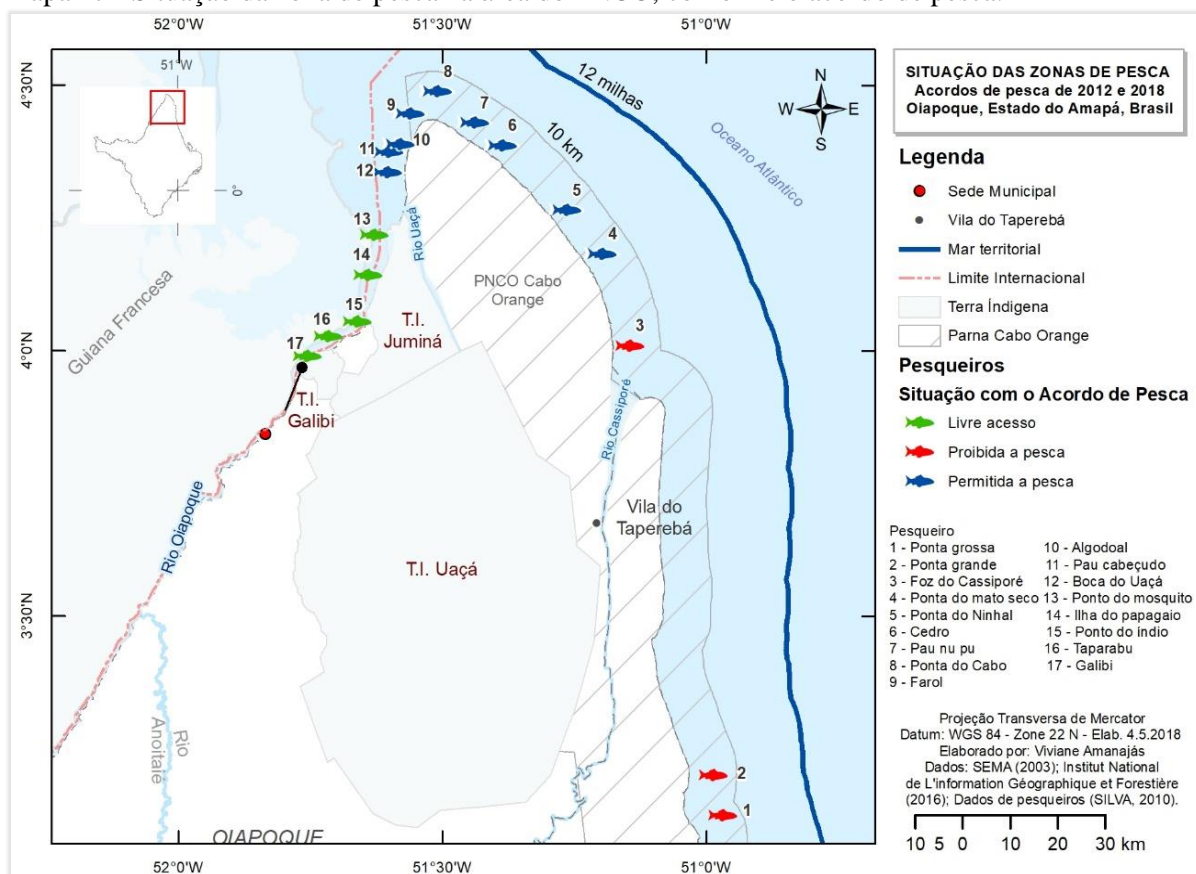 Situação da de pesca na área do acordo de pesca.
52°0'W
51°30'W
51°0'W
4°30'N
4°0'N
3°30'N
51°W
0°
N
W E
S
12 milhas
10 km
Oceano Atlântico
8
7
9
6
10
11
12
5
4
13
14
3
15
16
17
2
1
Rio Uaçá
PNCO Cabo
Orange
Guiana Francesa
T.I.
Juminá
T.I.
Galibi
Rio Cassiporé
Rio Oiapoque
Vila do
Taperebá
T.I. Uaçá
Rio
Anoitaie
OIAPOQUE
52°0'W
51°30'W
51°0'W
SITUAÇÃO DAS ZONAS DE PESCA
Acordos de pesca de 2012 e 2018
Oiapoque, Estado do Amapá, Brasil
Legenda
Sede Municipal
Vila do Taperebá
Mar territorial
Limite Internacional
Terra Índigena
Parna Cabo Orange
Pesqueiros
Situação com o Acordo de Pesca
Livre acesso
Proibida a pesca
Permitida a pesca
Pesqueiro
1 - Ponta grossa 10 - Algodoal
2 - Ponta grande 11 - Pau cabeçudo
3 - Foz do Cassiporé 12 - Boca do Uaçá
4 - Ponta do mato seco 13 - Ponto do mosquito
5 - Ponta do Ninhal 14 - Ilha do papagaio
6 - Cedro 15 - Ponto do indio
7 - Pau nu pu 16 - Taparabu
8 - Ponta do Cabo 17 - Galibi
9 - Farol
Projeção Transversa de Mercator
Datum: WGS 84 - Zone 22 N - Elab. 4.5.2018
Elaborado por: Viviane Amanajás
Dados: SEMA (2003); Institut National
de L'information Géographique et Forestière
(2016); Dados de pesqueiros (SILVA, 2010).
10 5 0 10 20 30 km